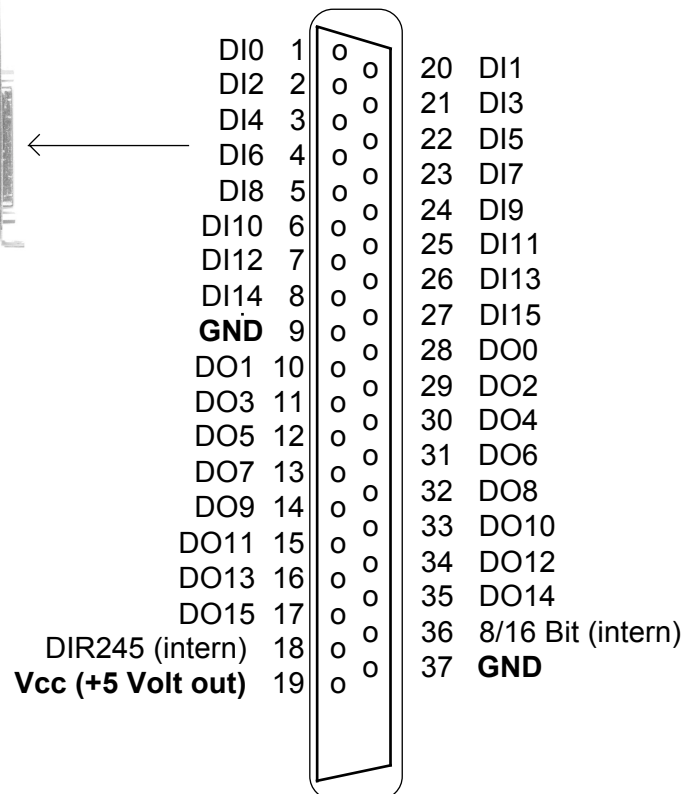 DI0 1
DI2 2
DI4 3
DI6 4
DI8 5
DI10 6
DI12 7
DI14 8
GND 9
DO1 10
DO3 11
DO5 12
DO7 13
DO9 14
DO11 15
DO13 16
DO15 17
DIR245 (intern) 18
Vcc (+5 Volt out) 19
20 DI1
21 DI3
22 DI5
23 DI7
24 DI9
25 DI11
26 DI13
27 DI15
28 DO0
29 DO2
30 DO4
31 DO6
32 DO8
33 DO10
34 DO12
35 DO14
36 8/16 Bit (intern)
37 GND